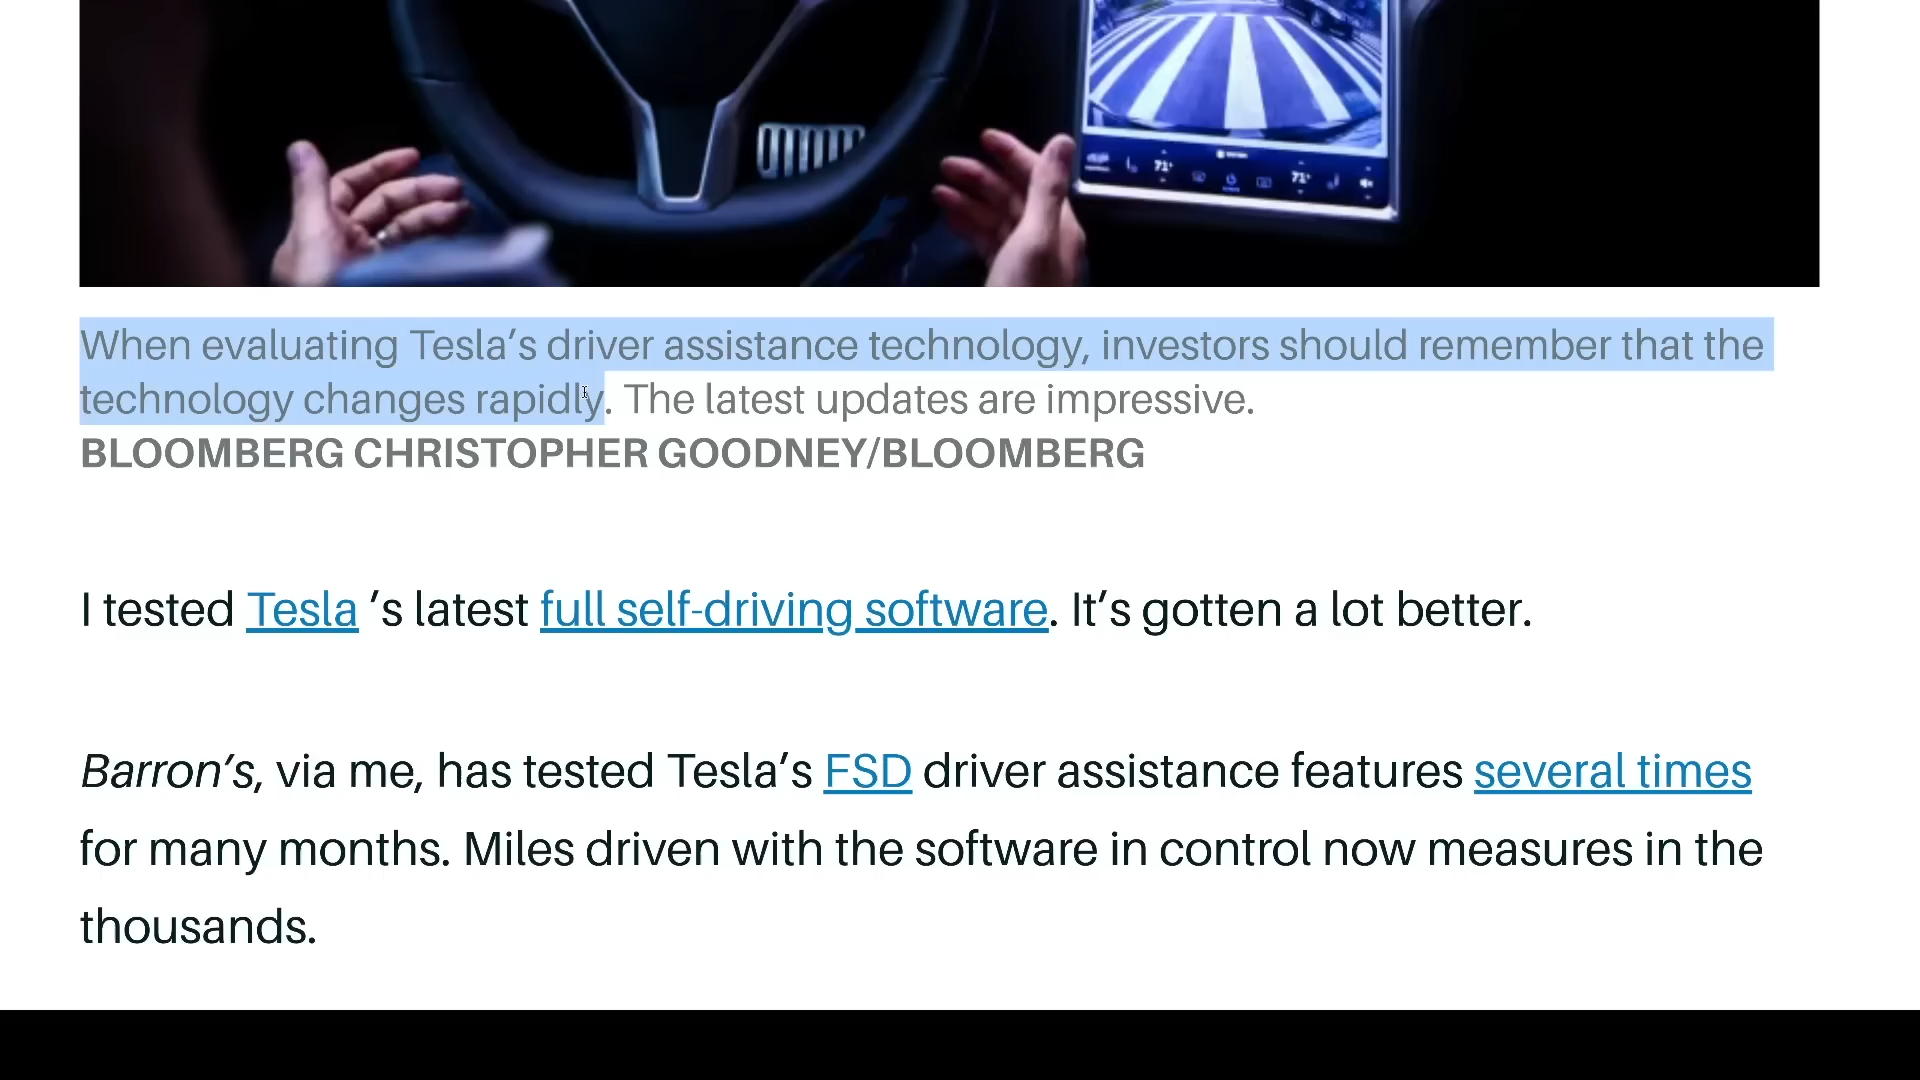 71°
71°
When evaluating Tesla’s driver assistance technology, investors should remember that the
technology changes rapidly. The latest updates are impressive.
BLOOMBERG CHRISTOPHER GOODNEY/BLOOMBERG
I tested Tesla ’s latest full self-driving software. It’s gotten a lot better.
Barron’s, via me, has tested Tesla’s FSD driver assistance features several times
for many months. Miles driven with the software in control now measures in the
thousands.